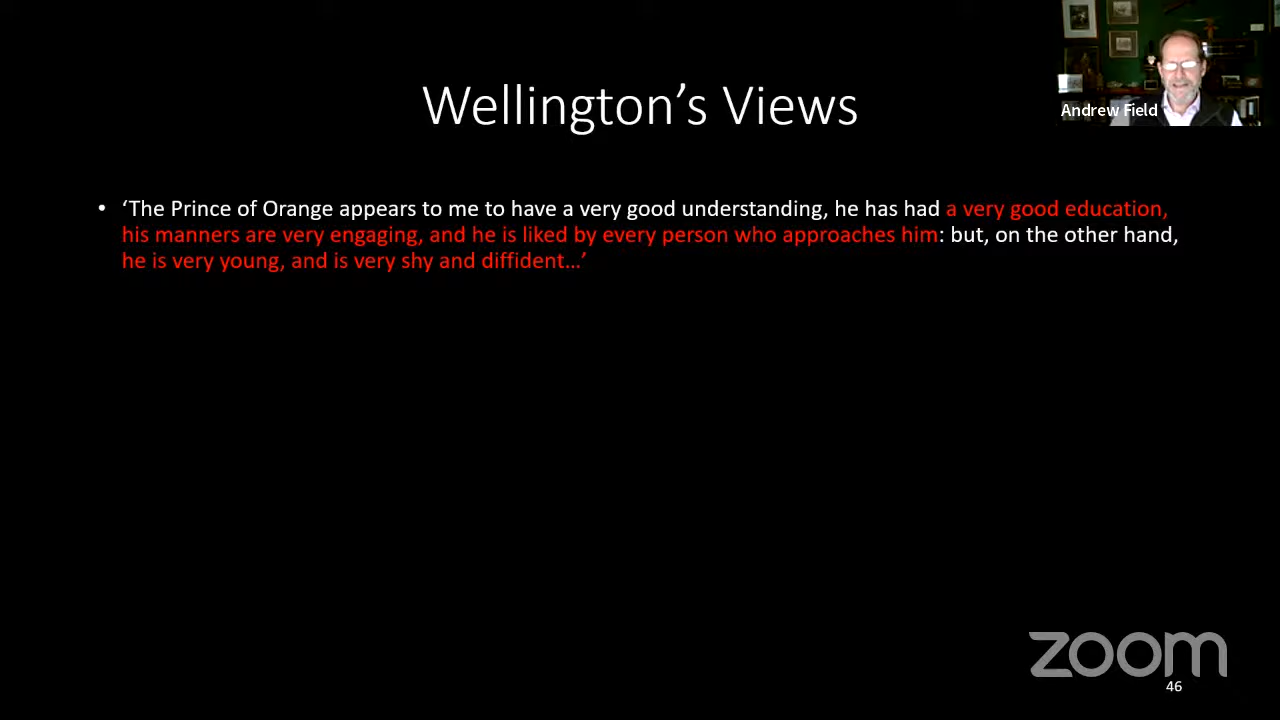 Wellington’s Views
Andrew Field
• ‘The Prince of Orange appears to me to have a very good understanding, he has had a very good education,
his manners are very engaging, and he is liked by every person who approaches him: but, on the other hand,
he is very young, and is very shy and diffident…’
zoom
46